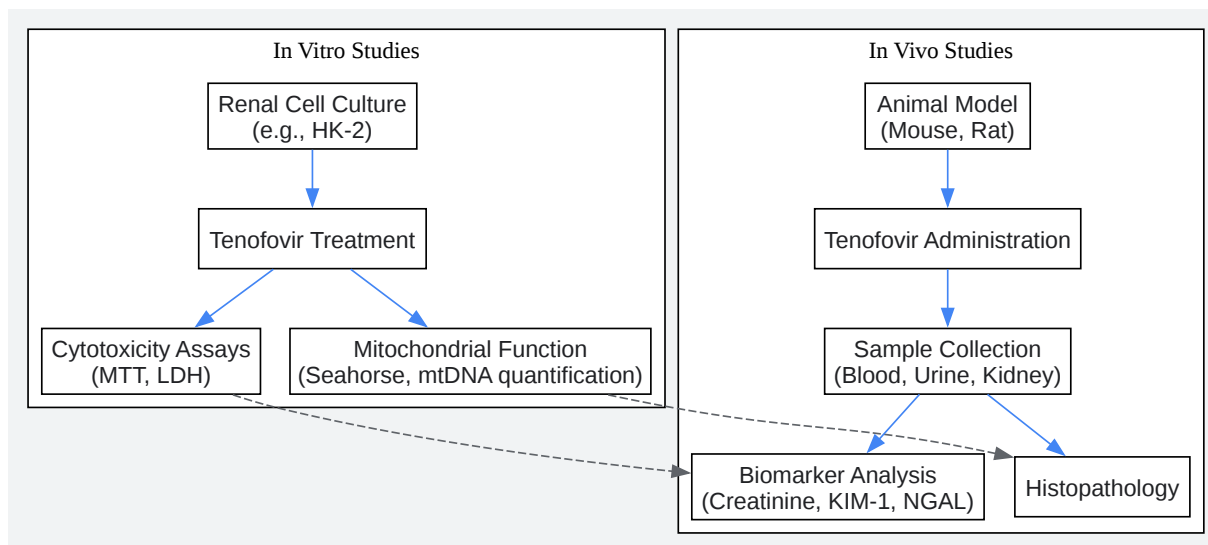 In Vitro Studies
Renal Cell Culture
(e.g., HK-2)
Tenofovir Treatment
Cytotoxicity Assays
(MTT, LDH)
Mitochondrial Function
(Seahorse, mtDNA quantification)
In Vivo Studies
Animal Model
(Mouse, Rat)
Tenofovir Administration
Sample Collection
(Blood, Urine, Kidney)
Biomarker Analysis
(Creatinine, KIM-1, NGAL)
Histopathology